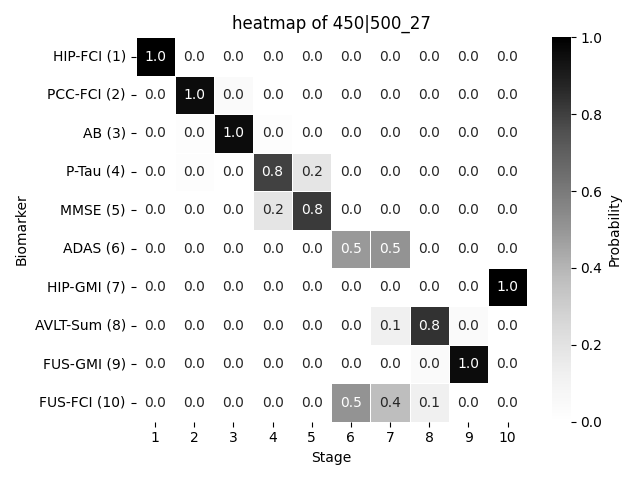 heatmap of 450|500_27
Biomarker
HIP-FCI (1) 1.0 0.0 0.0 0.0 0.0 0.0 0.0 0.0 0.0 0.0
PCC-FCI (2) 0.0 1.0 0.0 0.0 0.0 0.0 0.0 0.0 0.0 0.0
AB (3) 0.0 0.0 1.0 0.0 0.0 0.0 0.0 0.0 0.0 0.0
P-Tau (4) 0.0 0.0 0.0 0.8 0.2 0.0 0.0 0.0 0.0 0.0
MMSE (5) 0.0 0.0 0.0 0.2 0.8 0.0 0.0 0.0 0.0 0.0
ADAS (6) 0.0 0.0 0.0 0.0 0.0 0.5 0.5 0.0 0.0 0.0
HIP-GMI (7) 0.0 0.0 0.0 0.0 0.0 0.0 0.0 0.0 0.0 1.0
AVLT-Sum (8) 0.0 0.0 0.0 0.0 0.0 0.0 0.1 0.8 0.0 0.0
FUS-GMI (9) 0.0 0.0 0.0 0.0 0.0 0.0 0.0 0.0 1.0 0.0
FUS-FCI (10) 0.0 0.0 0.0 0.0 0.0 0.5 0.4 0.1 0.0 0.0
1 2 3 4 5 6 7 8 9 10
Stage
1.0
0.8
0.6
0.4
0.2
0.0
Probability